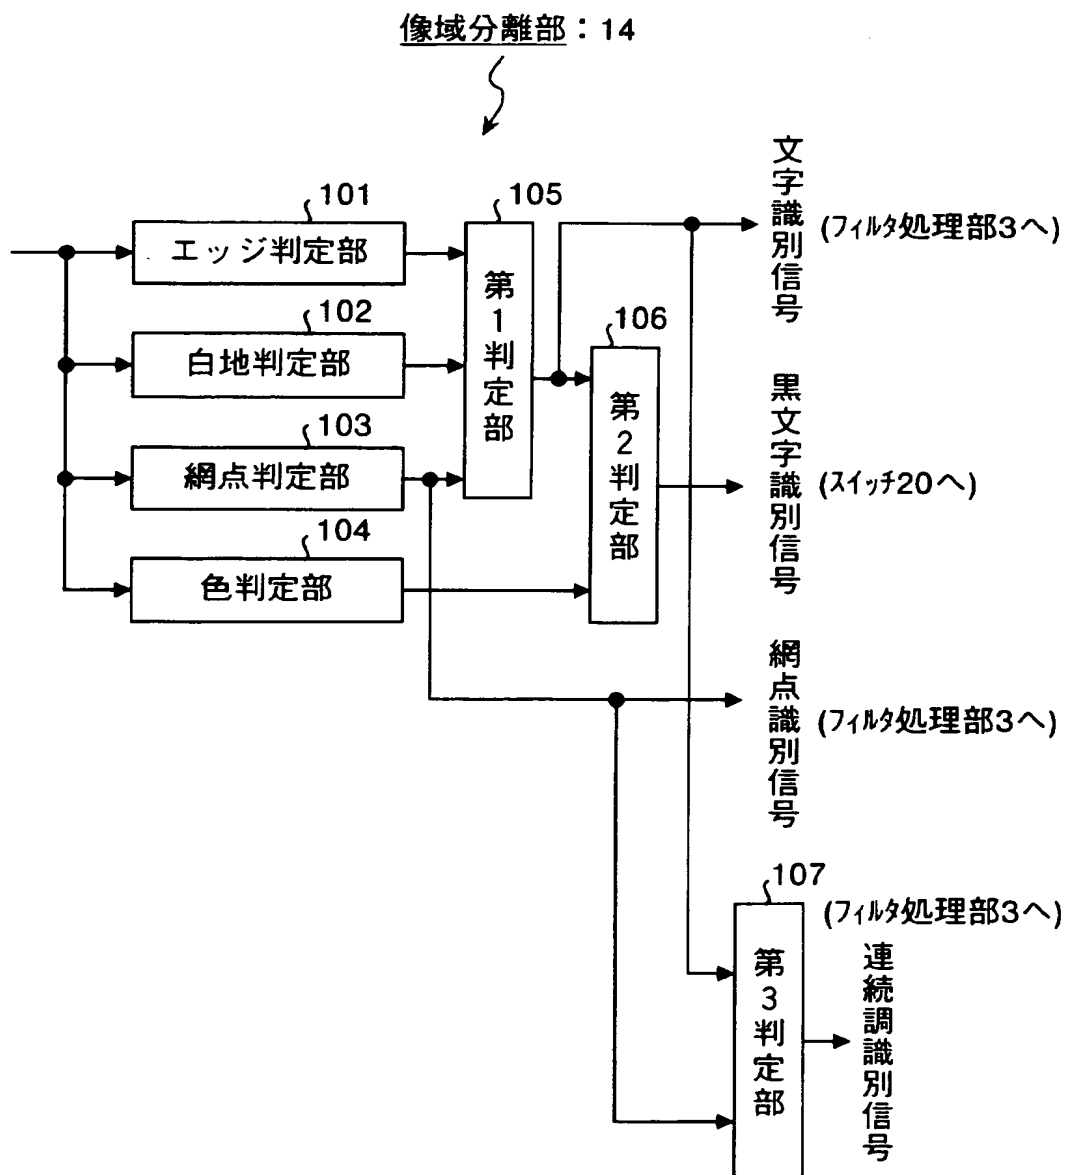 像域分離部：14
101
エッジ判定部
102
白地判定部
103
網点判定部
104
色判定部
105
第1判定部
106
第2判定部
文字識別信号
(フィルタ処理部3へ)
黒文字識別信号
(スイッチ20へ)
網点識別信号
(フィルタ処理部3へ)
107
第3判定部
(フィルタ処理部3へ)
連続調識別信号